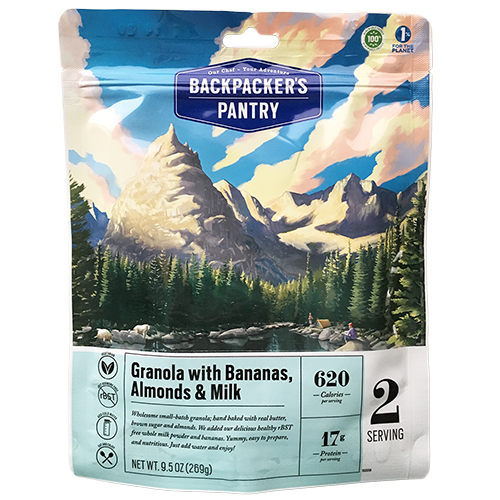 100%
1%
FOR THE
PLANET
Our Chef – Your Adventure
BACKPACKER'S
PANTRY
VEGETARIAN
rBST
Granola with Bananas,
Almonds & Milk
Wholesome small-batch granola; hand baked with real butter,
brown sugar and almonds. We added our delicious healthy rBST
free whole milk powder and bananas. Yummy, easy to prepare,
and nutritious. Just add water and enjoy!
NET WT. 9.5 OZ (269g)
620
Calories
per serving
17g
Protein
per serving
2
SERVING